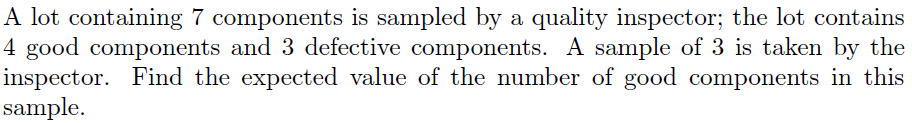 A lot containing 7 components is sampled by a quality inspector; the lot contains
4 good components and 3 defective components. A sample of 3 is taken by the
inspector. Find the expected value of the number of good components in this
sample.